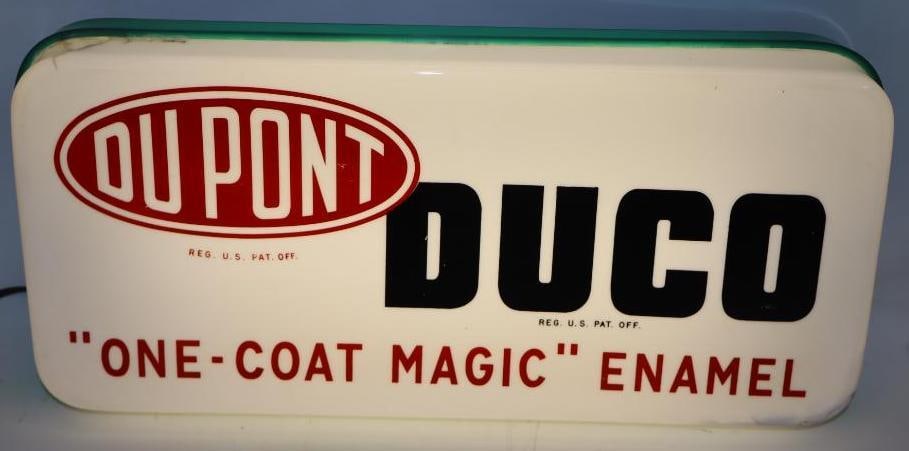 DU PONT
REG. U.S. PAT. OFF.
DUCO
REG. U.S. PAT. OFF.
"ONE-COAT MAGIC" ENAMEL